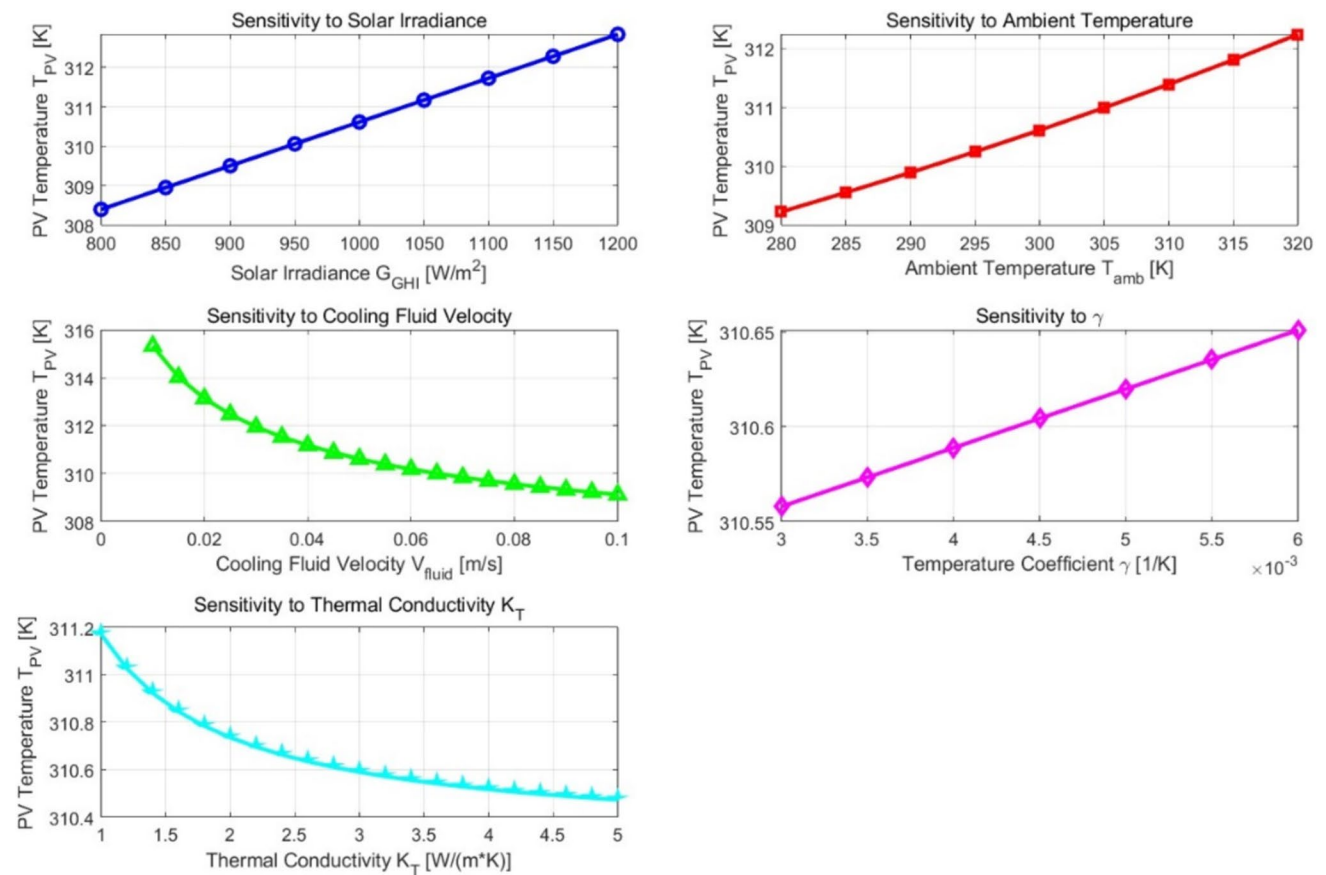 Sensitivity to Solar Irradiance
PV Temperature T_PV [K]
312
311
310
309
308
800 850 900 950 1000 1050 1100 1150 1200
Solar Irradiance G_GHI [W/m²]
Sensitivity to Ambient Temperature
PV Temperature T_PV [K]
312
311
310
309
280 285 290 295 300 305 310 315 320
Ambient Temperature T_amb [K]
Sensitivity to Cooling Fluid Velocity
PV Temperature T_PV [K]
316
314
312
310
308
0 0.02 0.04 0.06 0.08 0.1
Cooling Fluid Velocity V_fluid [m/s]
Sensitivity to γ
PV Temperature T_PV [K]
310.65
310.6
310.55
3 3.5 4 4.5 5 5.5 6
Temperature Coefficient γ [1/K]
×10⁻³
Sensitivity to Thermal Conductivity K_T
PV Temperature T_PV [K]
311.2
311
310.8
310.6
310.4
1 1.5 2 2.5 3 3.5 4 4.5 5
Thermal Conductivity K_T [W/(m*K)]